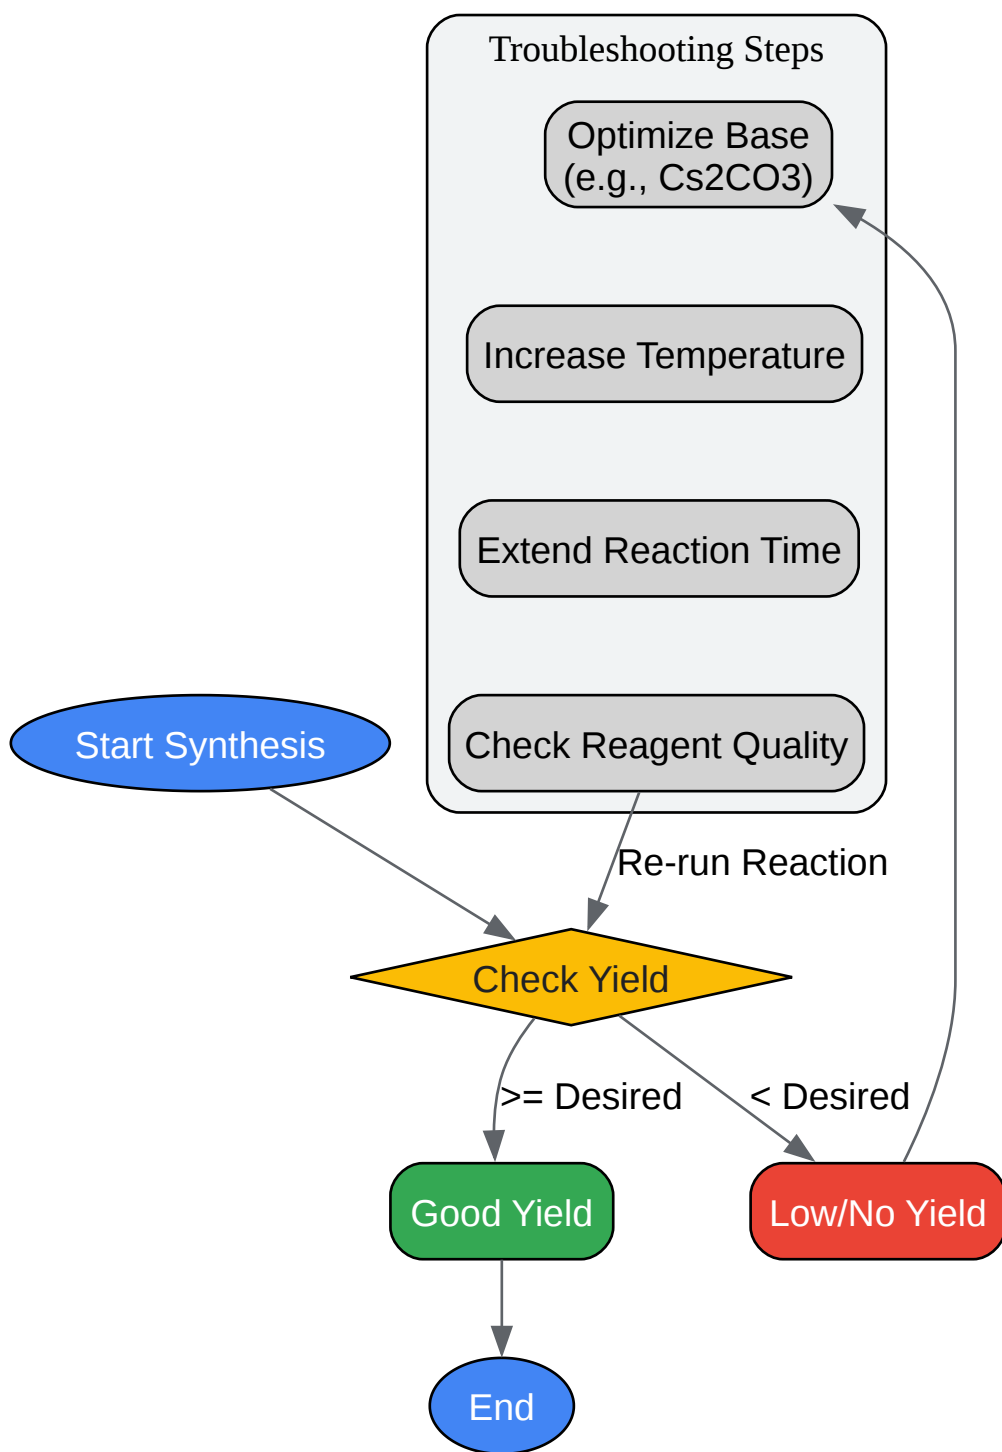 Troubleshooting Steps
Optimize Base
(e.g., Cs2CO3)
Increase Temperature
Extend Reaction Time
Start Synthesis
Check Reagent Quality
Re-run Reaction
Check Yield
>= Desired
< Desired
Good Yield
Low/No Yield
End